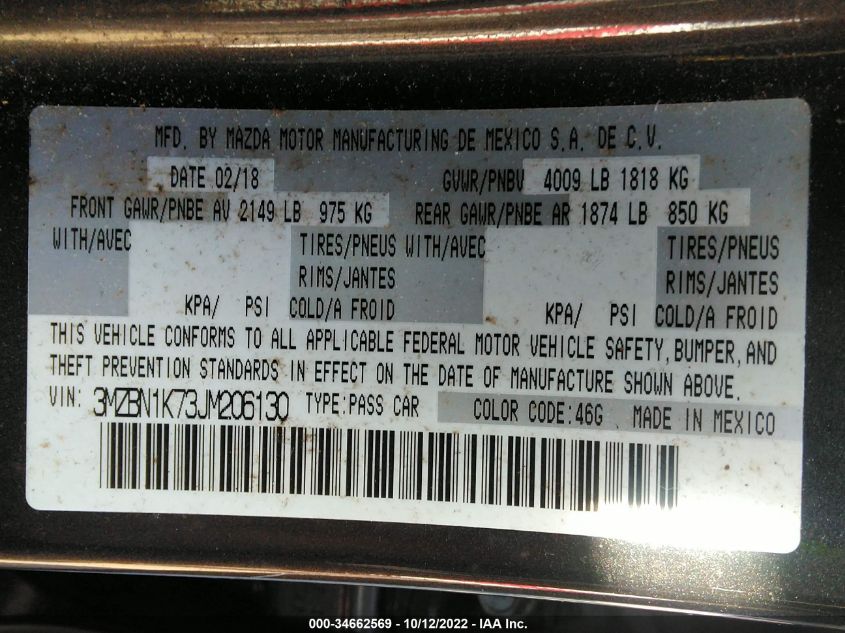 MFD. BY MAZDA MOTOR MANUFACTURING DE MEXICO S.A. DE C.V.
DATE 02/18 GVWR/PNBV 4009 LB 1818 KG
FRONT GAWR/PNBE AV 2149 LB 975 KG REAR GAWR/PNBE AR 1874 LB 850 KG
WITH/AVEC TIRES/PNEUS WITH/AVEC TIRES/PNEUS
RIMS/JANTES RIMS/JANTES
KPA/ PSI COLD/A FROID KPA/ PSI COLD/A FROID
THIS VEHICLE CONFORMS TO ALL APPLICABLE FEDERAL MOTOR VEHICLE SAFETY, BUMPER, AND
THEFT PREVENTION STANDARDS IN EFFECT ON THE DATE OF MANUFACTURE SHOWN ABOVE.
VIN: 3MZBN1K73JM206130 TYPE:PASS CAR COLOR CODE:46G MADE IN MEXICO
000-34662569 - 10/12/2022 - IAA Inc.